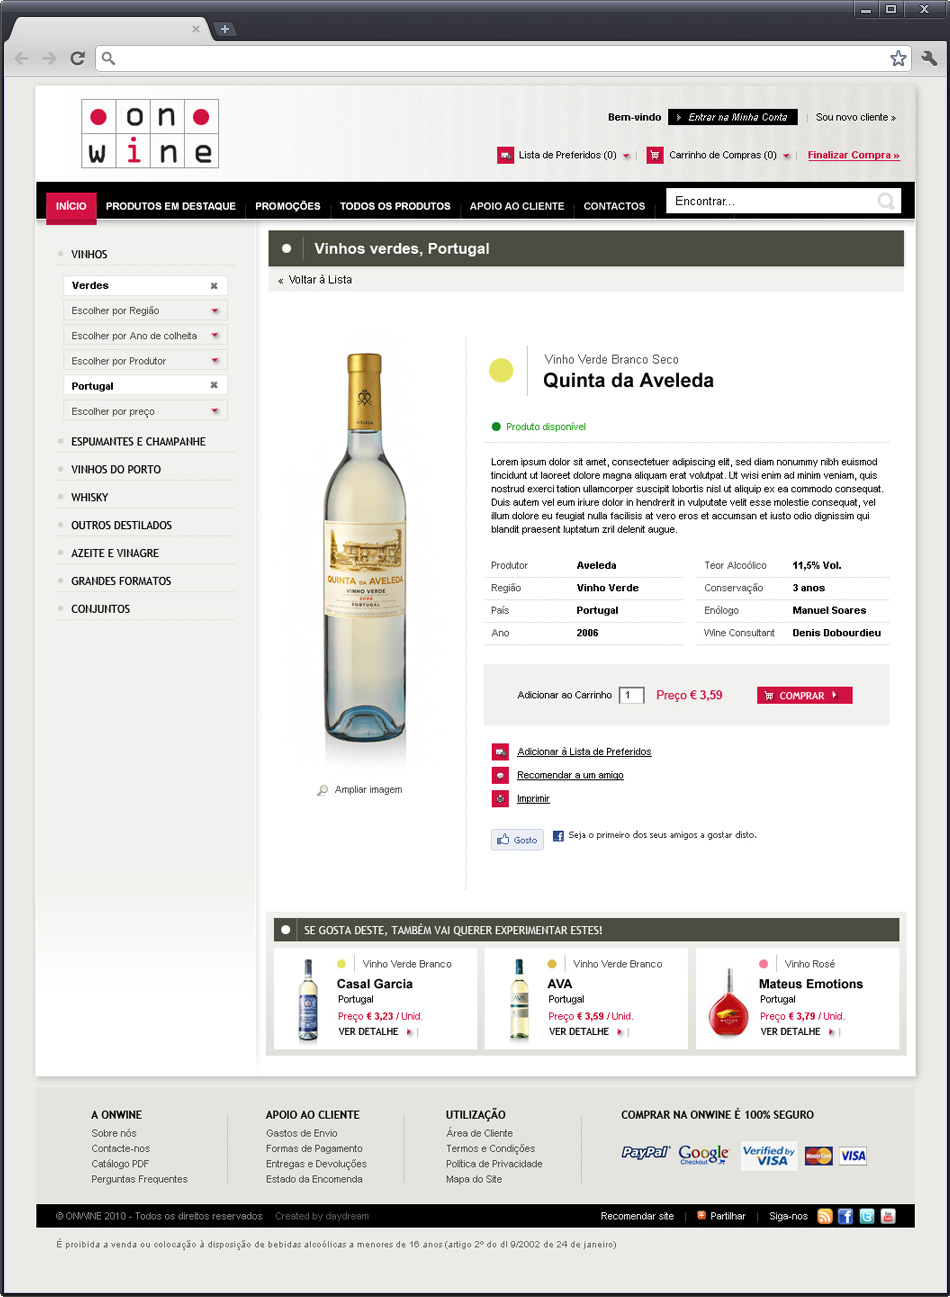 on
wine
Bem-vindo
Entrar na Minha Conta
Sou novo cliente »
Lista de Preferidos (0)
Carrinho de Compras (0)
Finalizar Compra »
INÍCIO
PRODUTOS EM DESTAQUE
PROMOÇÕES
TODOS OS PRODUTOS
APOIO AO CLIENTE
CONTACTOS
Encontrar...
VINHOS
Verdes
Escolher por Região
Escolher por Ano de colheita
Escolher por Produtor
Portugal
Escolher por preço
ESPUMANTES E CHAMPANHE
VINHOS DO PORTO
WHISKY
OUTROS DESTILADOS
AZEITE E VINAGRE
GRANDES FORMATOS
CONJUNTOS
Vinhos verdes, Portugal
« Voltar à Lista
AVELEDA
QUINTA DA AVELEDA
VINHO VERDE
2006
PORTUGAL
Ampliar imagem
Vinho Verde Branco Seco
Quinta da Aveleda
Produto disponível
Lorem ipsum dolor sit amet, consectetuer adipiscing elit, sed diam nonummy nibh euismod
tincidunt ut laoreet dolore magna aliquam erat volutpat. Ut wisi enim ad minim veniam, quis
nostrud exerci tation ullamcorper suscipit lobortis nisl ut aliquip ex ea commodo consequat.
Duis autem vel eum iriure dolor in hendrerit in vulputate velit esse molestie consequat, vel
illum dolore eu feugiat nulla facilisis at vero eros et accumsan et iusto odio dignissim qui
blandit praesent luptatum zril delenit augue.
Produtor Aveleda
Região Vinho Verde
País Portugal
Ano 2006
Teor Alcoólico 11,5% Vol.
Conservação 3 anos
Enólogo Manuel Soares
Wine Consultant Denis Dobourdieu
Adicionar ao Carrinho 1 Preço € 3,59 COMPRAR
Adicionar à Lista de Preferidos
Recomendar a um amigo
Imprimir
Gosto
Seja o primeiro dos seus amigos a gostar disto.
SE GOSTA DESTE, TAMBÉM VAI QUERER EXPERIMENTAR ESTES!
Vinho Verde Branco
Casal Garcia
Portugal
Preço € 3,23 / Unid.
VER DETALHE
AVA
Vinho Verde Branco
AVA
Portugal
Preço € 3,59 / Unid.
VER DETALHE
Vinho Rosé
Mateus Emotions
Portugal
Preço € 3,79 / Unid.
VER DETALHE
A ONWINE
Sobre nós
Contacte-nos
Catálogo PDF
Perguntas Frequentes
APOIO AO CLIENTE
Gastos de Envio
Formas de Pagamento
Entregas e Devoluções
Estado da Encomenda
UTILIZAÇÃO
Área de Cliente
Termos e Condições
Política de Privacidade
Mapa do Site
COMPRAR NA ONWINE É 100% SEGURO
PayPal
Google
Checkout
Verified by
VISA
MasterCard
VISA
© ONWINE 2010 - Todos os direitos reservados
Created by daydream
Recomendar site
Partilhar
Siga-nos
É proibida a venda ou colocação à disposição de bebidas alcoólicas a menores de 16 anos (artigo 2º do dl 9/2002 de 24 de janeiro)